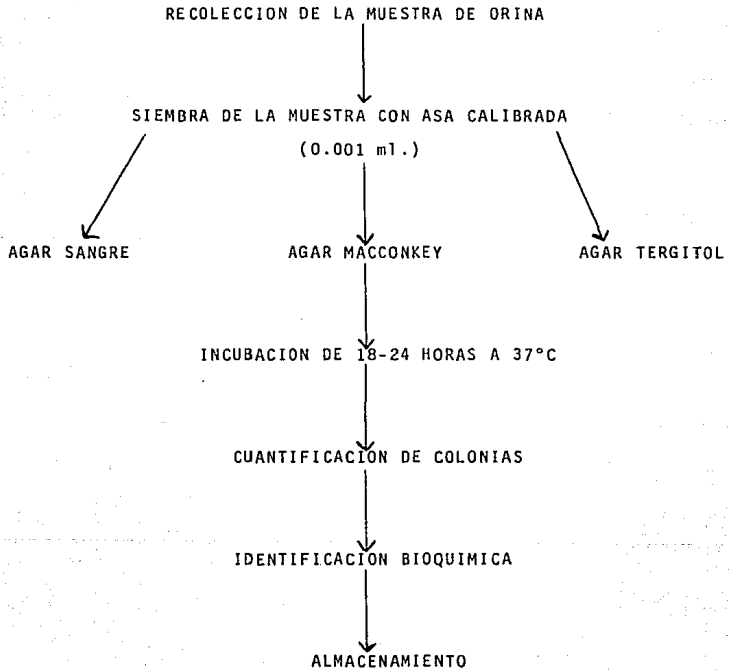 RECOLECCION DE LA MUESTRA DE ORINA
SIEMBRA DE LA MUESTRA CON ASA CALIBRADA
(0.001 ml.)
AGAR SANGRE AGAR MACCONKEY AGAR TERGITOL
INCUBACION DE 18-24 HORAS A 37°C
CUANTIFICACION DE COLONIAS
IDENTIFICACION BIOQUIMICA
ALMACENAMIENTO